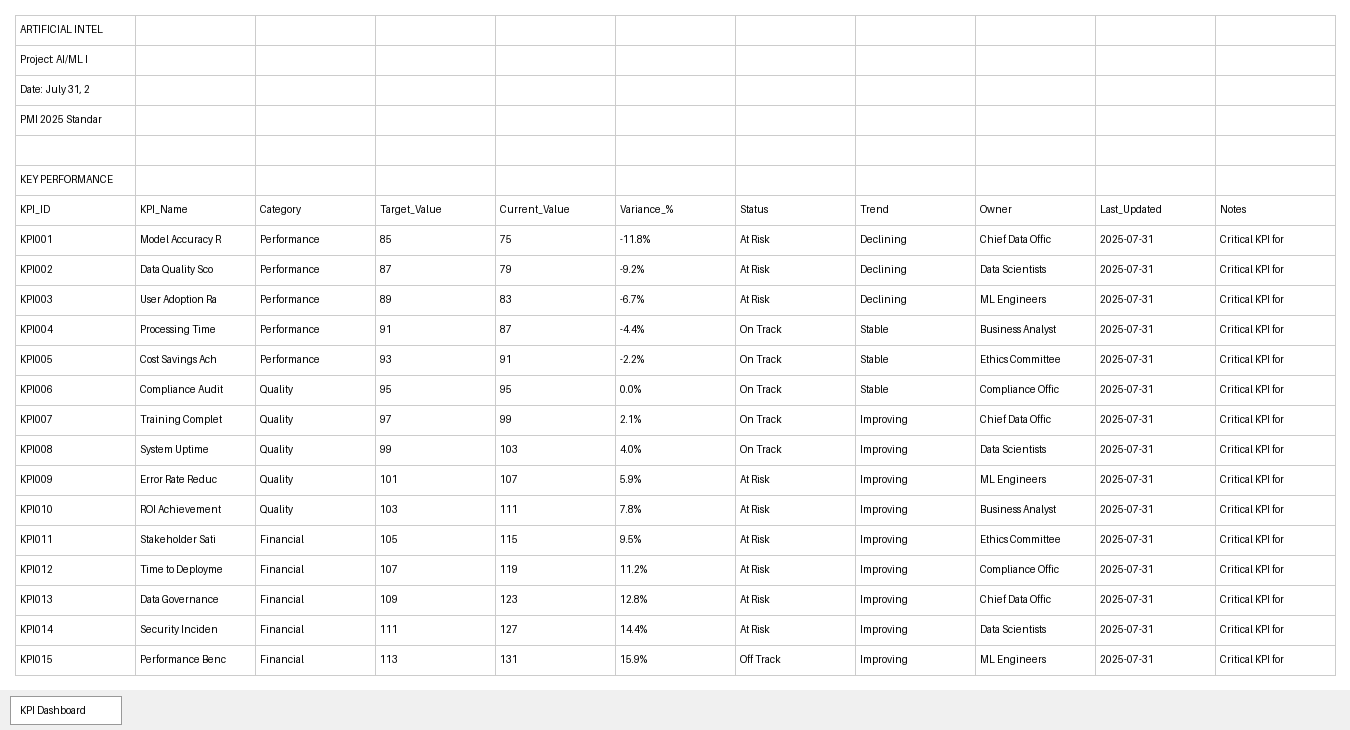 ARTIFICIAL INTEL
Project: AI/ML I
Date: July 31, 2
PMI 2025 Standar
KEY PERFORMANCE
KPI_ID KPI_Name Category Target_Value Current_Value Variance_% Status Trend Owner Last_Updated Notes
KPI001 Model Accuracy R Performance 85 75 -11.8% At Risk Declining Chief Data Offic 2025-07-31 Critical KPI for
KPI002 Data Quality Sco Performance 87 79 -9.2% At Risk Declining Data Scientists 2025-07-31 Critical KPI for
KPI003 User Adoption Ra Performance 89 83 -6.7% At Risk Declining ML Engineers 2025-07-31 Critical KPI for
KPI004 Processing Time Performance 91 87 -4.4% On Track Stable Business Analyst 2025-07-31 Critical KPI for
KPI005 Cost Savings Ach Performance 93 91 -2.2% On Track Stable Ethics Committee 2025-07-31 Critical KPI for
KPI006 Compliance Audit Quality 95 95 0.0% On Track Stable Compliance Offic 2025-07-31 Critical KPI for
KPI007 Training Complet Quality 97 99 2.1% On Track Improving Chief Data Offic 2025-07-31 Critical KPI for
KPI008 System Uptime Quality 99 103 4.0% On Track Improving Data Scientists 2025-07-31 Critical KPI for
KPI009 Error Rate Reduc Quality 101 107 5.9% At Risk Improving ML Engineers 2025-07-31 Critical KPI for
KPI010 ROI Achievement Quality 103 111 7.8% At Risk Improving Business Analyst 2025-07-31 Critical KPI for
KPI011 Stakeholder Sati Financial 105 115 9.5% At Risk Improving Ethics Committee 2025-07-31 Critical KPI for
KPI012 Time to Deployme Financial 107 119 11.2% At Risk Improving Compliance Offic 2025-07-31 Critical KPI for
KPI013 Data Governance Financial 109 123 12.8% At Risk Improving Chief Data Offic 2025-07-31 Critical KPI for
KPI014 Security Inciden Financial 111 127 14.4% At Risk Improving Data Scientists 2025-07-31 Critical KPI for
KPI015 Performance Benc Financial 113 131 15.9% Off Track Improving ML Engineers 2025-07-31 Critical KPI for
KPI Dashboard